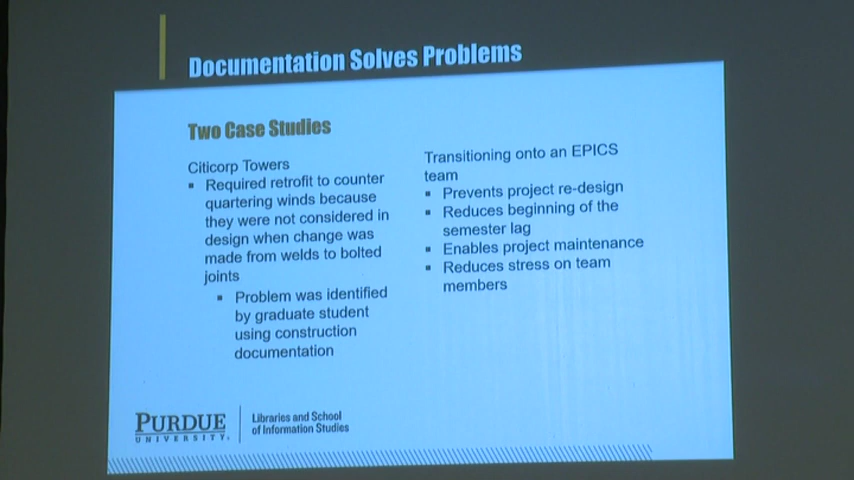 Documentation Solves Problems
Two Case Studies
Citicorp Towers
▪ Required retrofit to counter
quartering winds because
they were not considered in
design when change was
made from welds to bolted
joints
▪ Problem was identified
by graduate student
using construction
documentation
Transitioning onto an EPICS
team
▪ Prevents project re-design
▪ Reduces beginning of the
semester lag
▪ Enables project maintenance
▪ Reduces stress on team
members
PURDUE
UNIVERSITY®
Libraries and School
of Information Studies